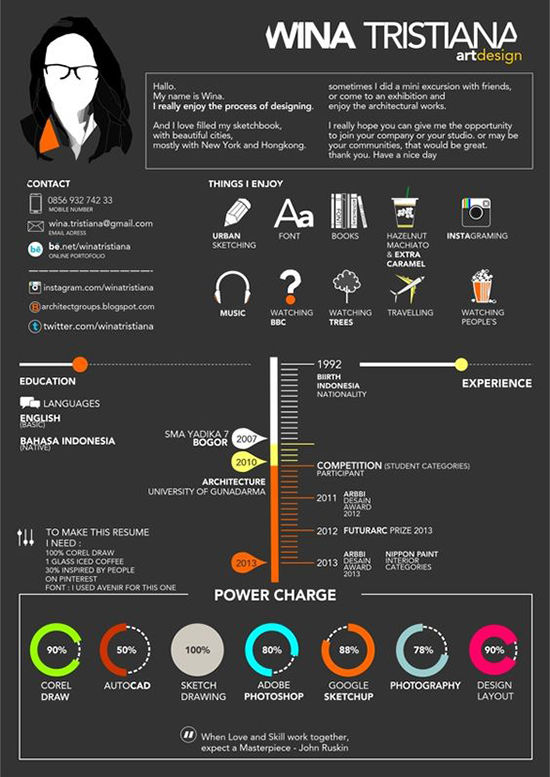 WINA TRISTIANA
artdesign
Hallo.
My name is Wina.
I really enjoy the process of designing.
And I love filled my sketchbook,
with beautiful cities,
mostly with New York and Hongkong.
sometimes I did a mini excursion with friends,
or come to an exhibition and
enjoy the architectural works.
I really hope you can give me the opportunity
to join your company or your studio. or may be
your communities, that would be great.
thank you. Have a nice day
CONTACT
0856 932 742 33
MOBILE NUMBER
wina.tristiana@gmail.com
EMAIL ADRESS
bē
bē.net/winatristiana
ONLINE PORTOFOLIO
instagram.com/winatristiana
architectgroups.blogspot.com
twitter.com/winatristiana
THINGS I ENJOY
URBAN
SKETCHING
Aa
FONT
BOOKS
HAZELNUT
MACHIATO
& EXTRA
CARAMEL
INSTAGRAMING
MUSIC
WATCHING
BBC
WATCHING
TREES
TRAVELLING
WATCHING
PEOPLE'S
EDUCATION
LANGUAGES
ENGLISH
(BASIC)
BAHASA INDONESIA
(NATIVE)
EXPERIENCE
1992
BIIRTH
INDONESIA
NATIONALITY
SMA YADIKA 7
BOGOR
2007
2010
ARCHITECTURE
UNIVERSITY OF GUNADARMA
COMPETITION (STUDENT CATEGORIES)
PARTICIPANT
2011
ARBBI
DESAIN
AWARD
2012
2012 FUTURARC PRIZE 2013
2013
2013
ARBBI
DESAIN
AWARD
2013
NIPPON PAINT
INTERIOR
CATEGORIES
TO MAKE THIS RESUME
I NEED :
100% COREL DRAW
1 GLASS ICED COFFEE
30% INSPIRED BY PEOPLE
ON PINTEREST
FONT : I USED AVENIR FOR THIS ONE
POWER CHARGE
90%
COREL
DRAW
50%
AUTOCAD
100%
SKETCH
DRAWING
80%
ADOBE
PHOTOSHOP
88%
GOOGLE
SKETCHUP
78%
PHOTOGRAPHY
90%
DESIGN
LAYOUT
When Love and Skill work together,
expect a Masterpiece - John Ruskin